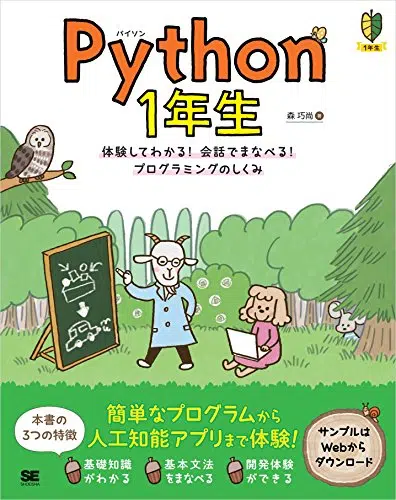 パイソン
Python
1年生
1年生
森 巧尚 著
体験してわかる！会話でまなべる！
プログラミングのしくみ
本書の
3つの特徴
簡単なプログラムから
人工知能アプリまで体験！
基礎知識
がわかる
基本文法
をまなべる
開発体験
ができる
サンプルは
Webから
ダウンロード
SE
SHOEISHA